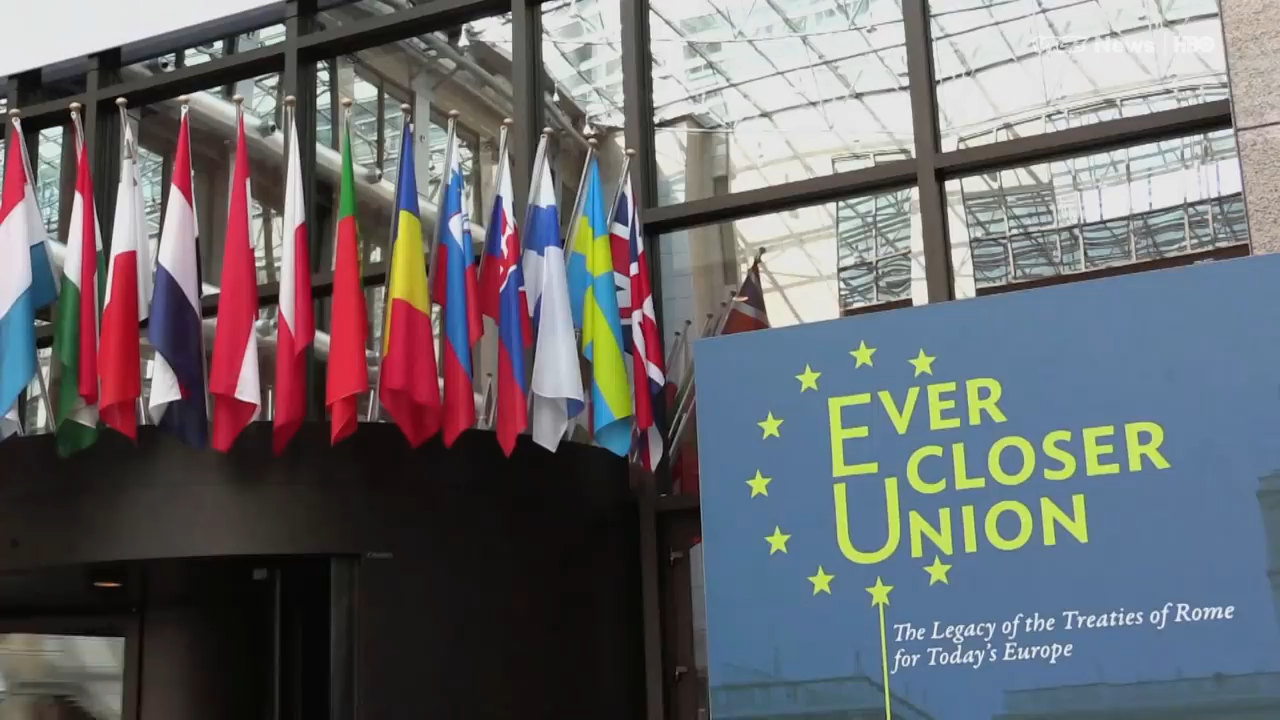 News | HBO
EVER
CLOSER
UNION
The Legacy of the Treaties of Rome
for Today's Europe